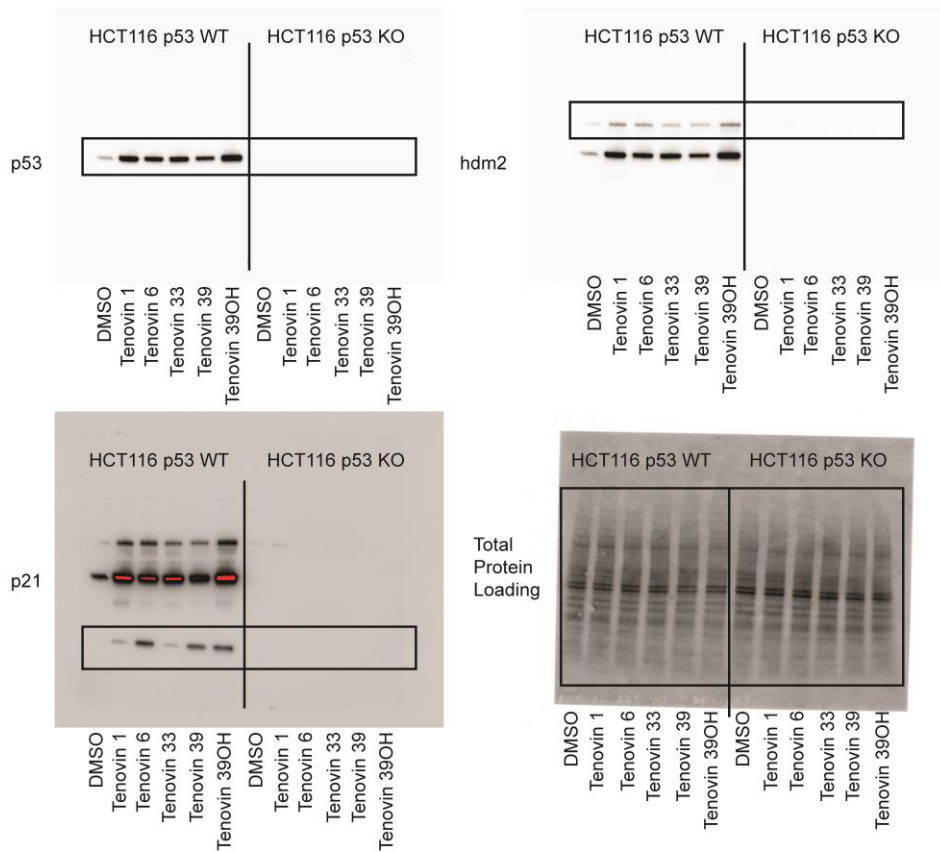 HCT116 p53 WT
HCT116 p53 KO
p53
DMSO
Tenovin 1
Tenovin 6
Tenovin 33
Tenovin 39
Tenovin 39OH
DMSO
Tenovin 1
Tenovin 6
Tenovin 33
Tenovin 39
Tenovin 39OH
HCT116 p53 WT
HCT116 p53 KO
hdm2
DMSO
Tenovin 1
Tenovin 6
Tenovin 33
Tenovin 39
Tenovin 39OH
DMSO
Tenovin 1
Tenovin 6
Tenovin 33
Tenovin 39
Tenovin 39OH
HCT116 p53 WT
HCT116 p53 KO
p21
DMSO
Tenovin 1
Tenovin 6
Tenovin 33
Tenovin 39
Tenovin 39OH
DMSO
Tenovin 1
Tenovin 6
Tenovin 33
Tenovin 39
Tenovin 39OH
HCT116 p53 WT
HCT116 p53 KO
Total
Protein
Loading
DMSO
Tenovin 1
Tenovin 6
Tenovin 33
Tenovin 39
Tenovin 39OH
DMSO
Tenovin 1
Tenovin 6
Tenovin 33
Tenovin 39
Tenovin 39OH